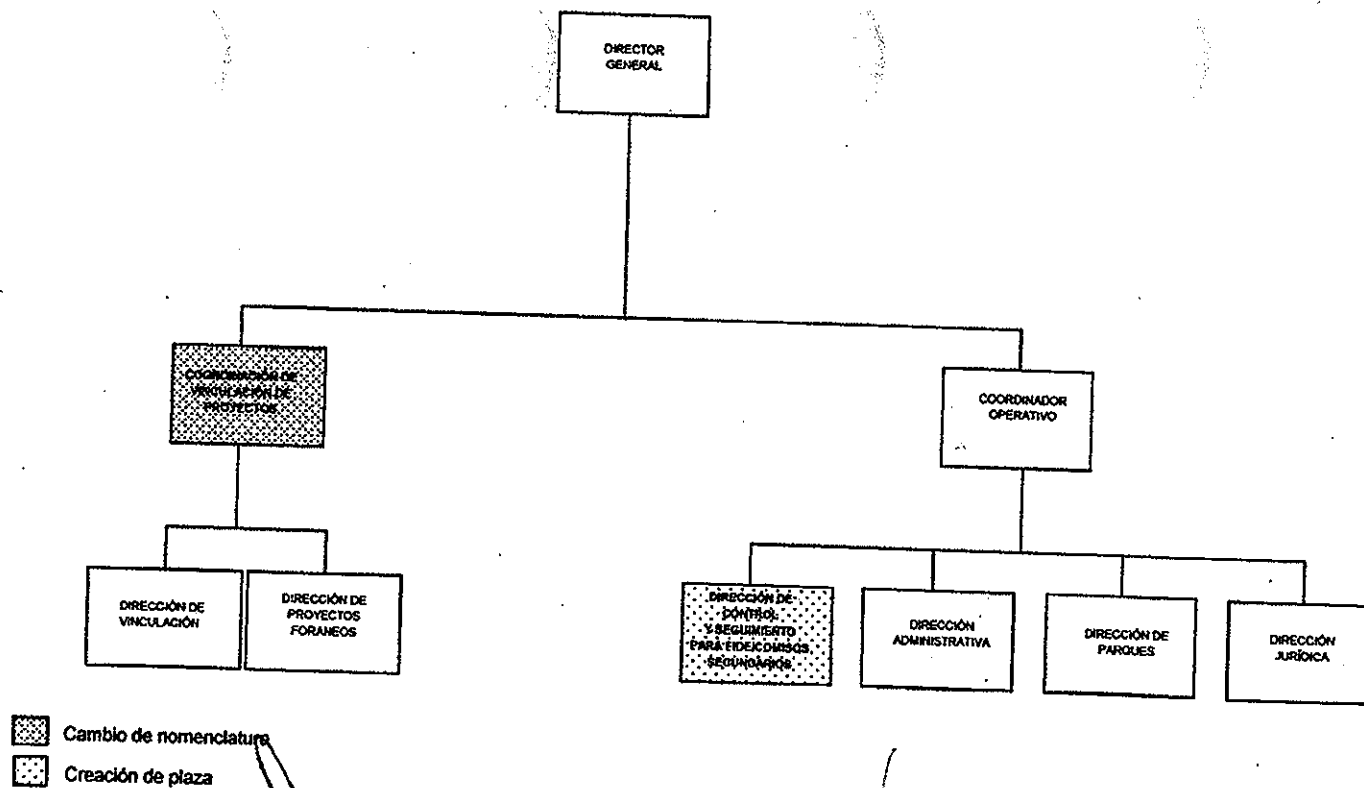 DIRECTOR
GENERAL
COORDINACIÓN DE
VINCULACIÓN DE
PROYECTOS
COORDINADOR
OPERATIVO
DIRECCIÓN DE
VINCULACIÓN
DIRECCIÓN DE
PROYECTOS
FORANEOS
DIRECCIÓN DE
CONTROL
Y SEGUIMIENTO
PARA FIDEICOMISOS
SECUNDARIOS
DIRECCIÓN
ADMINISTRATIVA
DIRECCIÓN DE
PARQUES
DIRECCIÓN
JURÍDICA
Cambio de nomenclatura
Creación de plaza